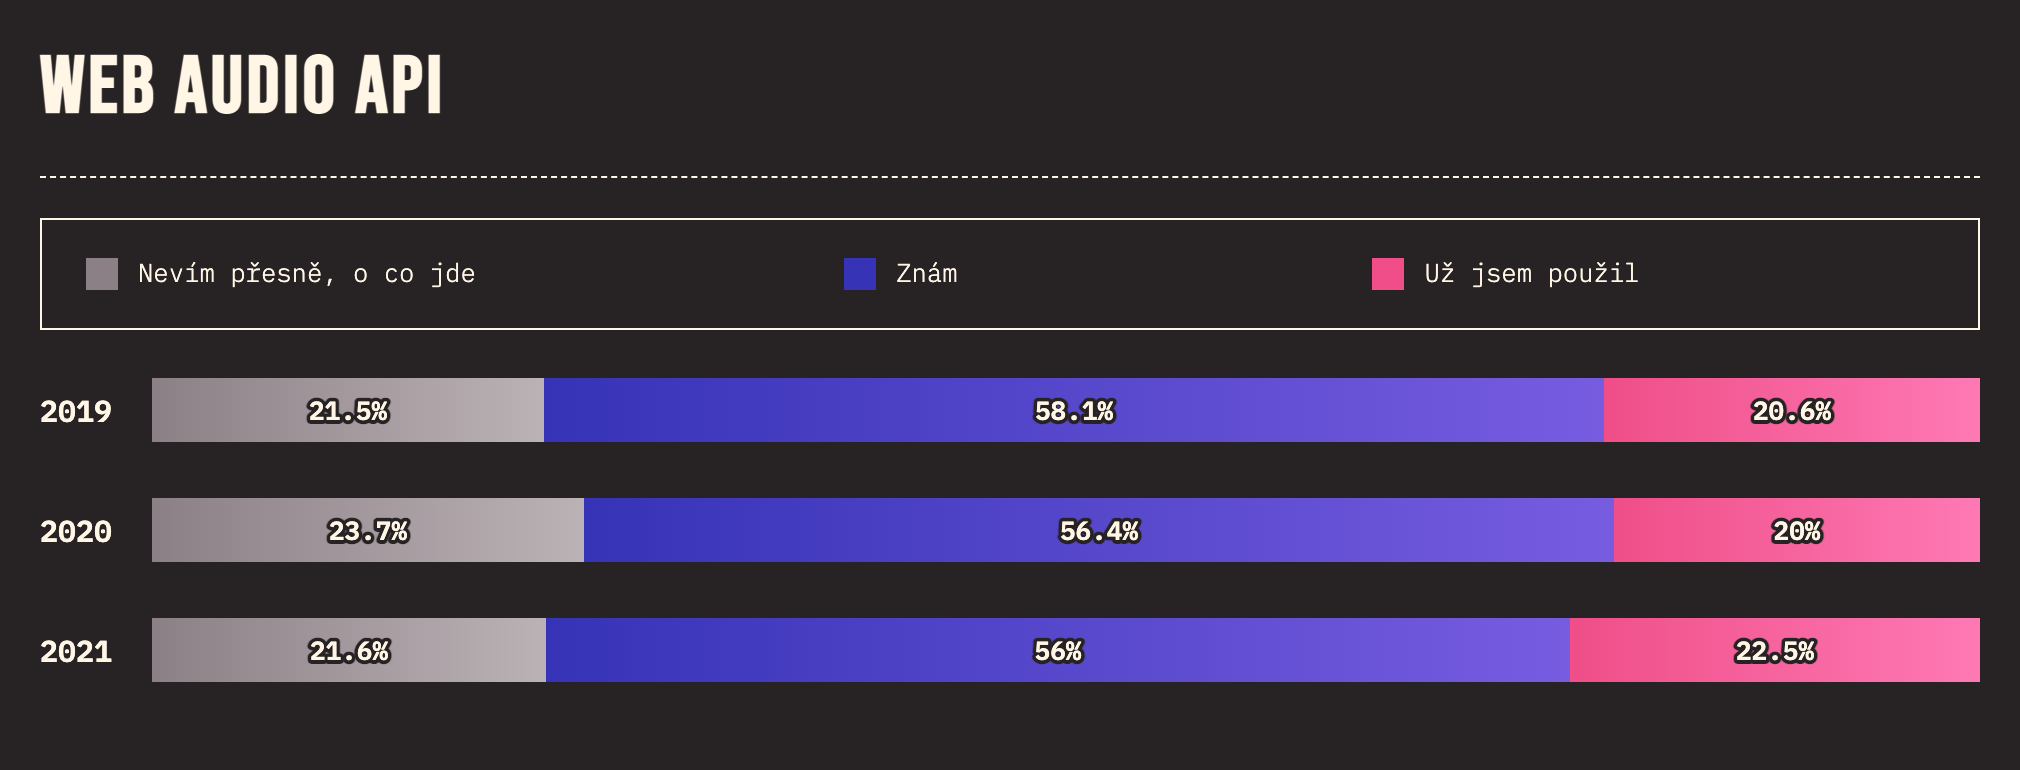 WEB AUDIO API
Nevím přesně, o co jde Znám Už jsem použil
2019 21.5% 58.1% 20.6%
2020 23.7% 56.4% 20%
2021 21.6% 56% 22.5%